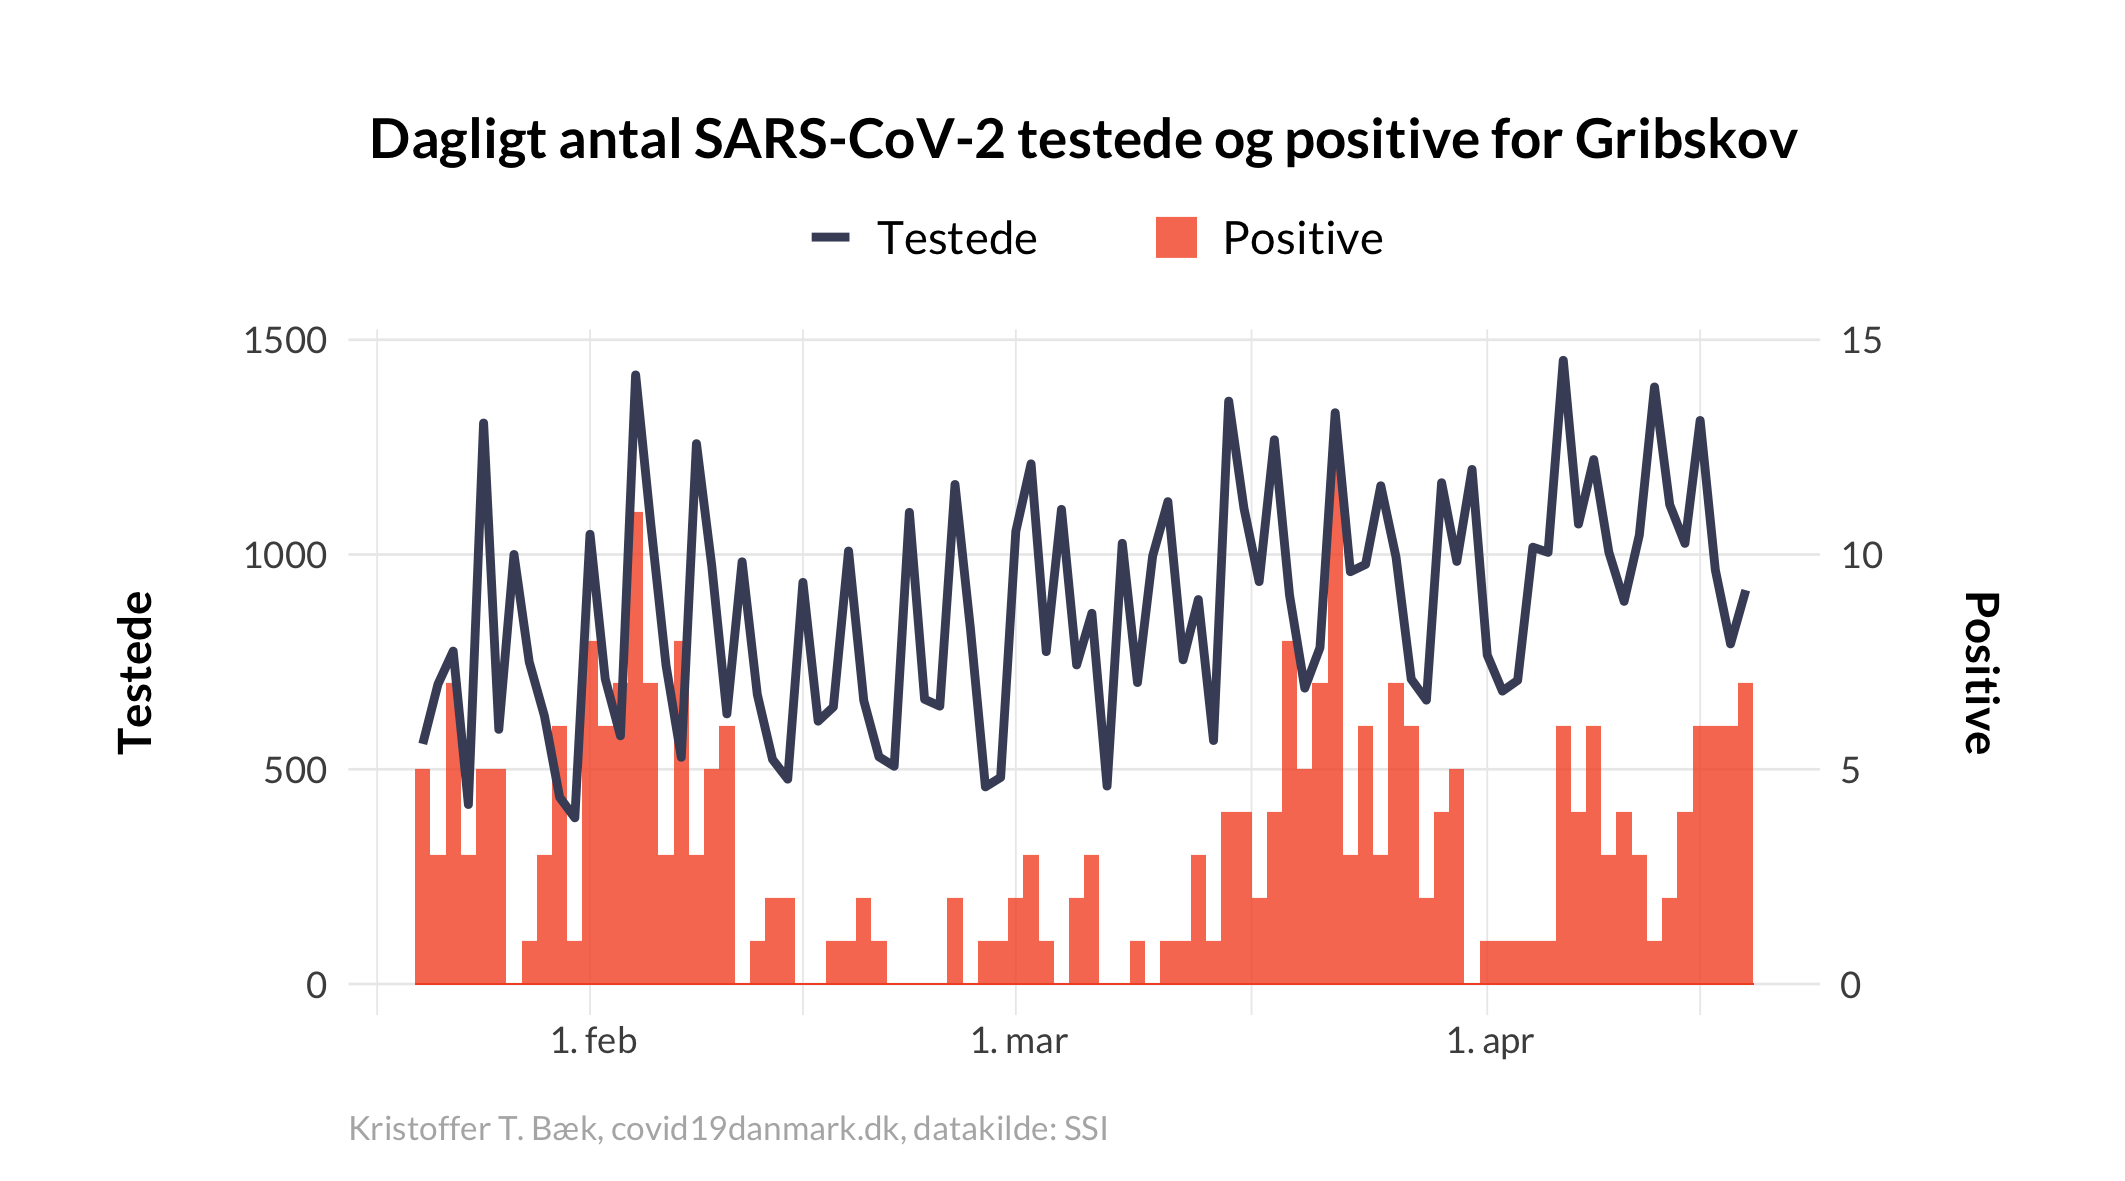 Dagligt antal SARS-CoV-2 testede og positive for Gribskov
Testede Positive
1500 15
1000 10
500 5
0 0
Testede
Positive
1. feb 1. mar 1. apr
Kristoffer T. Bæk, covid19danmark.dk, datakilde: SSI